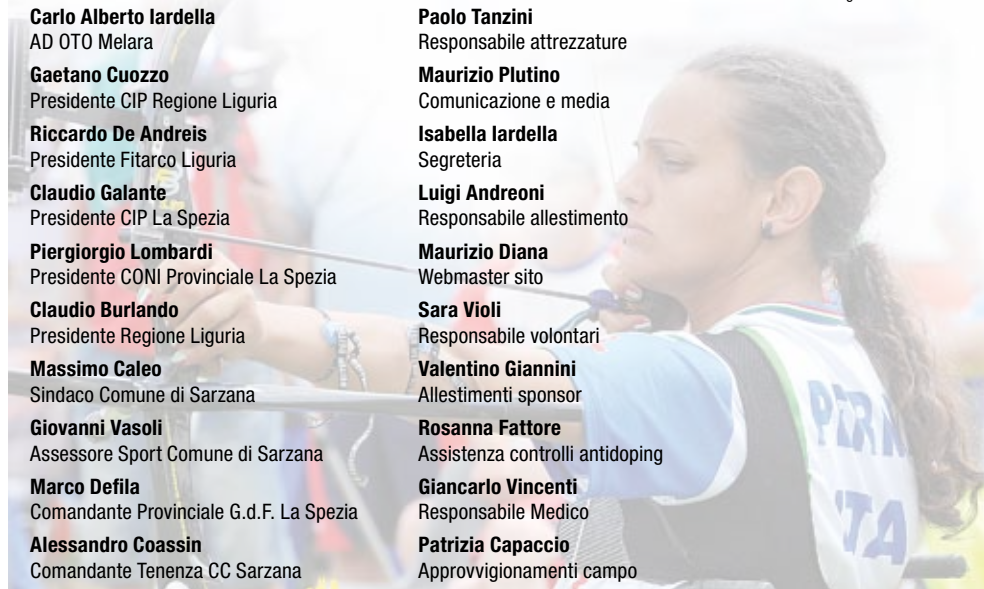 Carlo Alberto Iardella
AD OTO Melara
Gaetano Cuozzo
Presidente CIP Regione Liguria
Riccardo De Andreis
Presidente Fitarco Liguria
Claudio Galante
Presidente CIP La Spezia
Piergiorgio Lombardi
Presidente CONI Provinciale La Spezia
Claudio Burlando
Presidente Regione Liguria
Massimo Caleo
Sindaco Comune di Sarzana
Giovanni Vasoli
Assessore Sport Comune di Sarzana
Marco Defila
Comandante Provinciale G.d.F. La Spezia
Alessandro Coassin
Comandante Tenenza CC Sarzana
Paolo Tanzini
Responsabile attrezzature
Maurizio Plutino
Comunicazione e media
Isabella Iardella
Segreteria
Luigi Andreoni
Responsabile allestimento
Maurizio Diana
Webmaster sito
Sara Violi
Responsabile volontari
Valentino Giannini
Allestimenti sponsor
Rosanna Fattore
Assistenza controlli antidoping
Giancarlo Vincenti
Responsabile Medico
Patrizia Capaccio
Approvvigionamenti campo